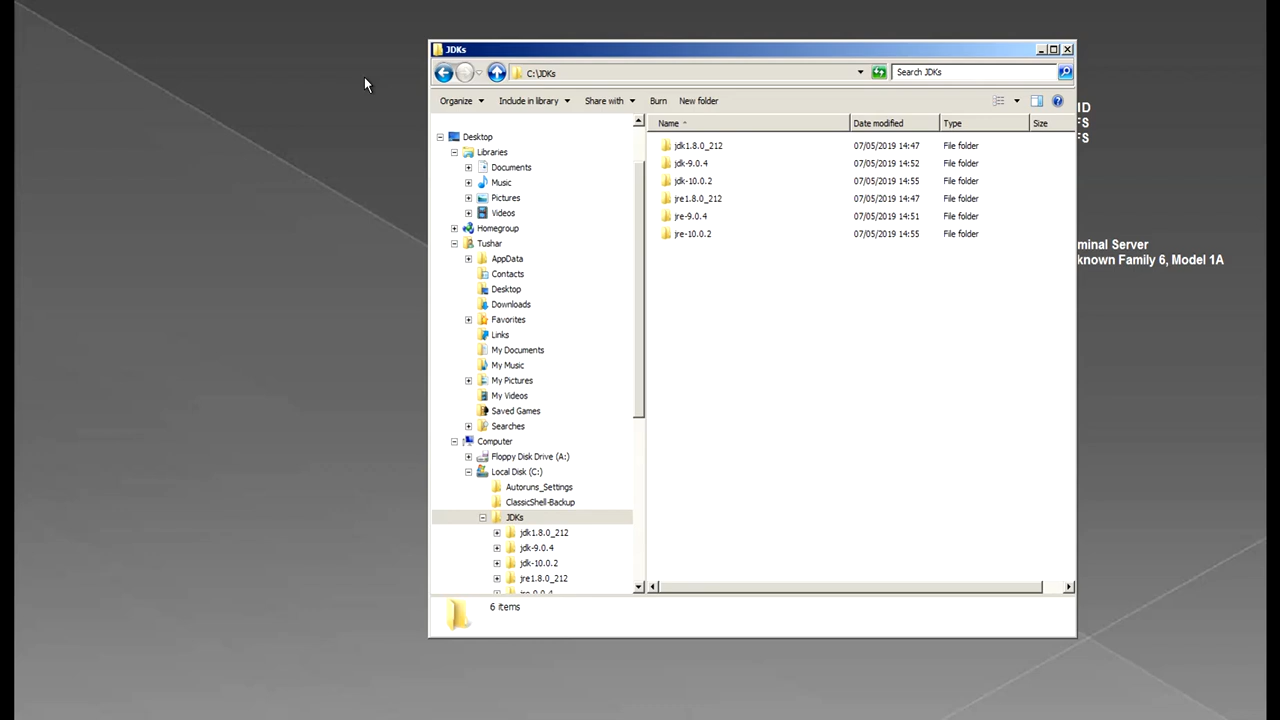 JDKs
C:\JDKs
Search JDKs
Organize Include in library Share with Burn New folder
Name Date modified Type Size
Desktop
Libraries
Documents
Music
Pictures
Videos
Homegroup
Tushar
AppData
Contacts
Desktop
Downloads
Favorites
Links
My Documents
My Music
My Pictures
My Videos
Saved Games
Searches
Computer
Floppy Disk Drive (A:)
Local Disk (C:)
Autoruns_Settings
ClassicShell-Backup
JDKs
jdk1.8.0_212
jdk-9.0.4
jdk-10.0.2
jre1.8.0_212
jre-9.0.4
jdk1.8.0_212 07/05/2019 14:47 File folder
jdk-9.0.4 07/05/2019 14:52 File folder
jdk-10.0.2 07/05/2019 14:55 File folder
jre1.8.0_212 07/05/2019 14:47 File folder
jre-9.0.4 07/05/2019 14:51 File folder
jre-10.0.2 07/05/2019 14:55 File folder
6 items
ID
FS
FS
minal Server
known Family 6, Model 1A